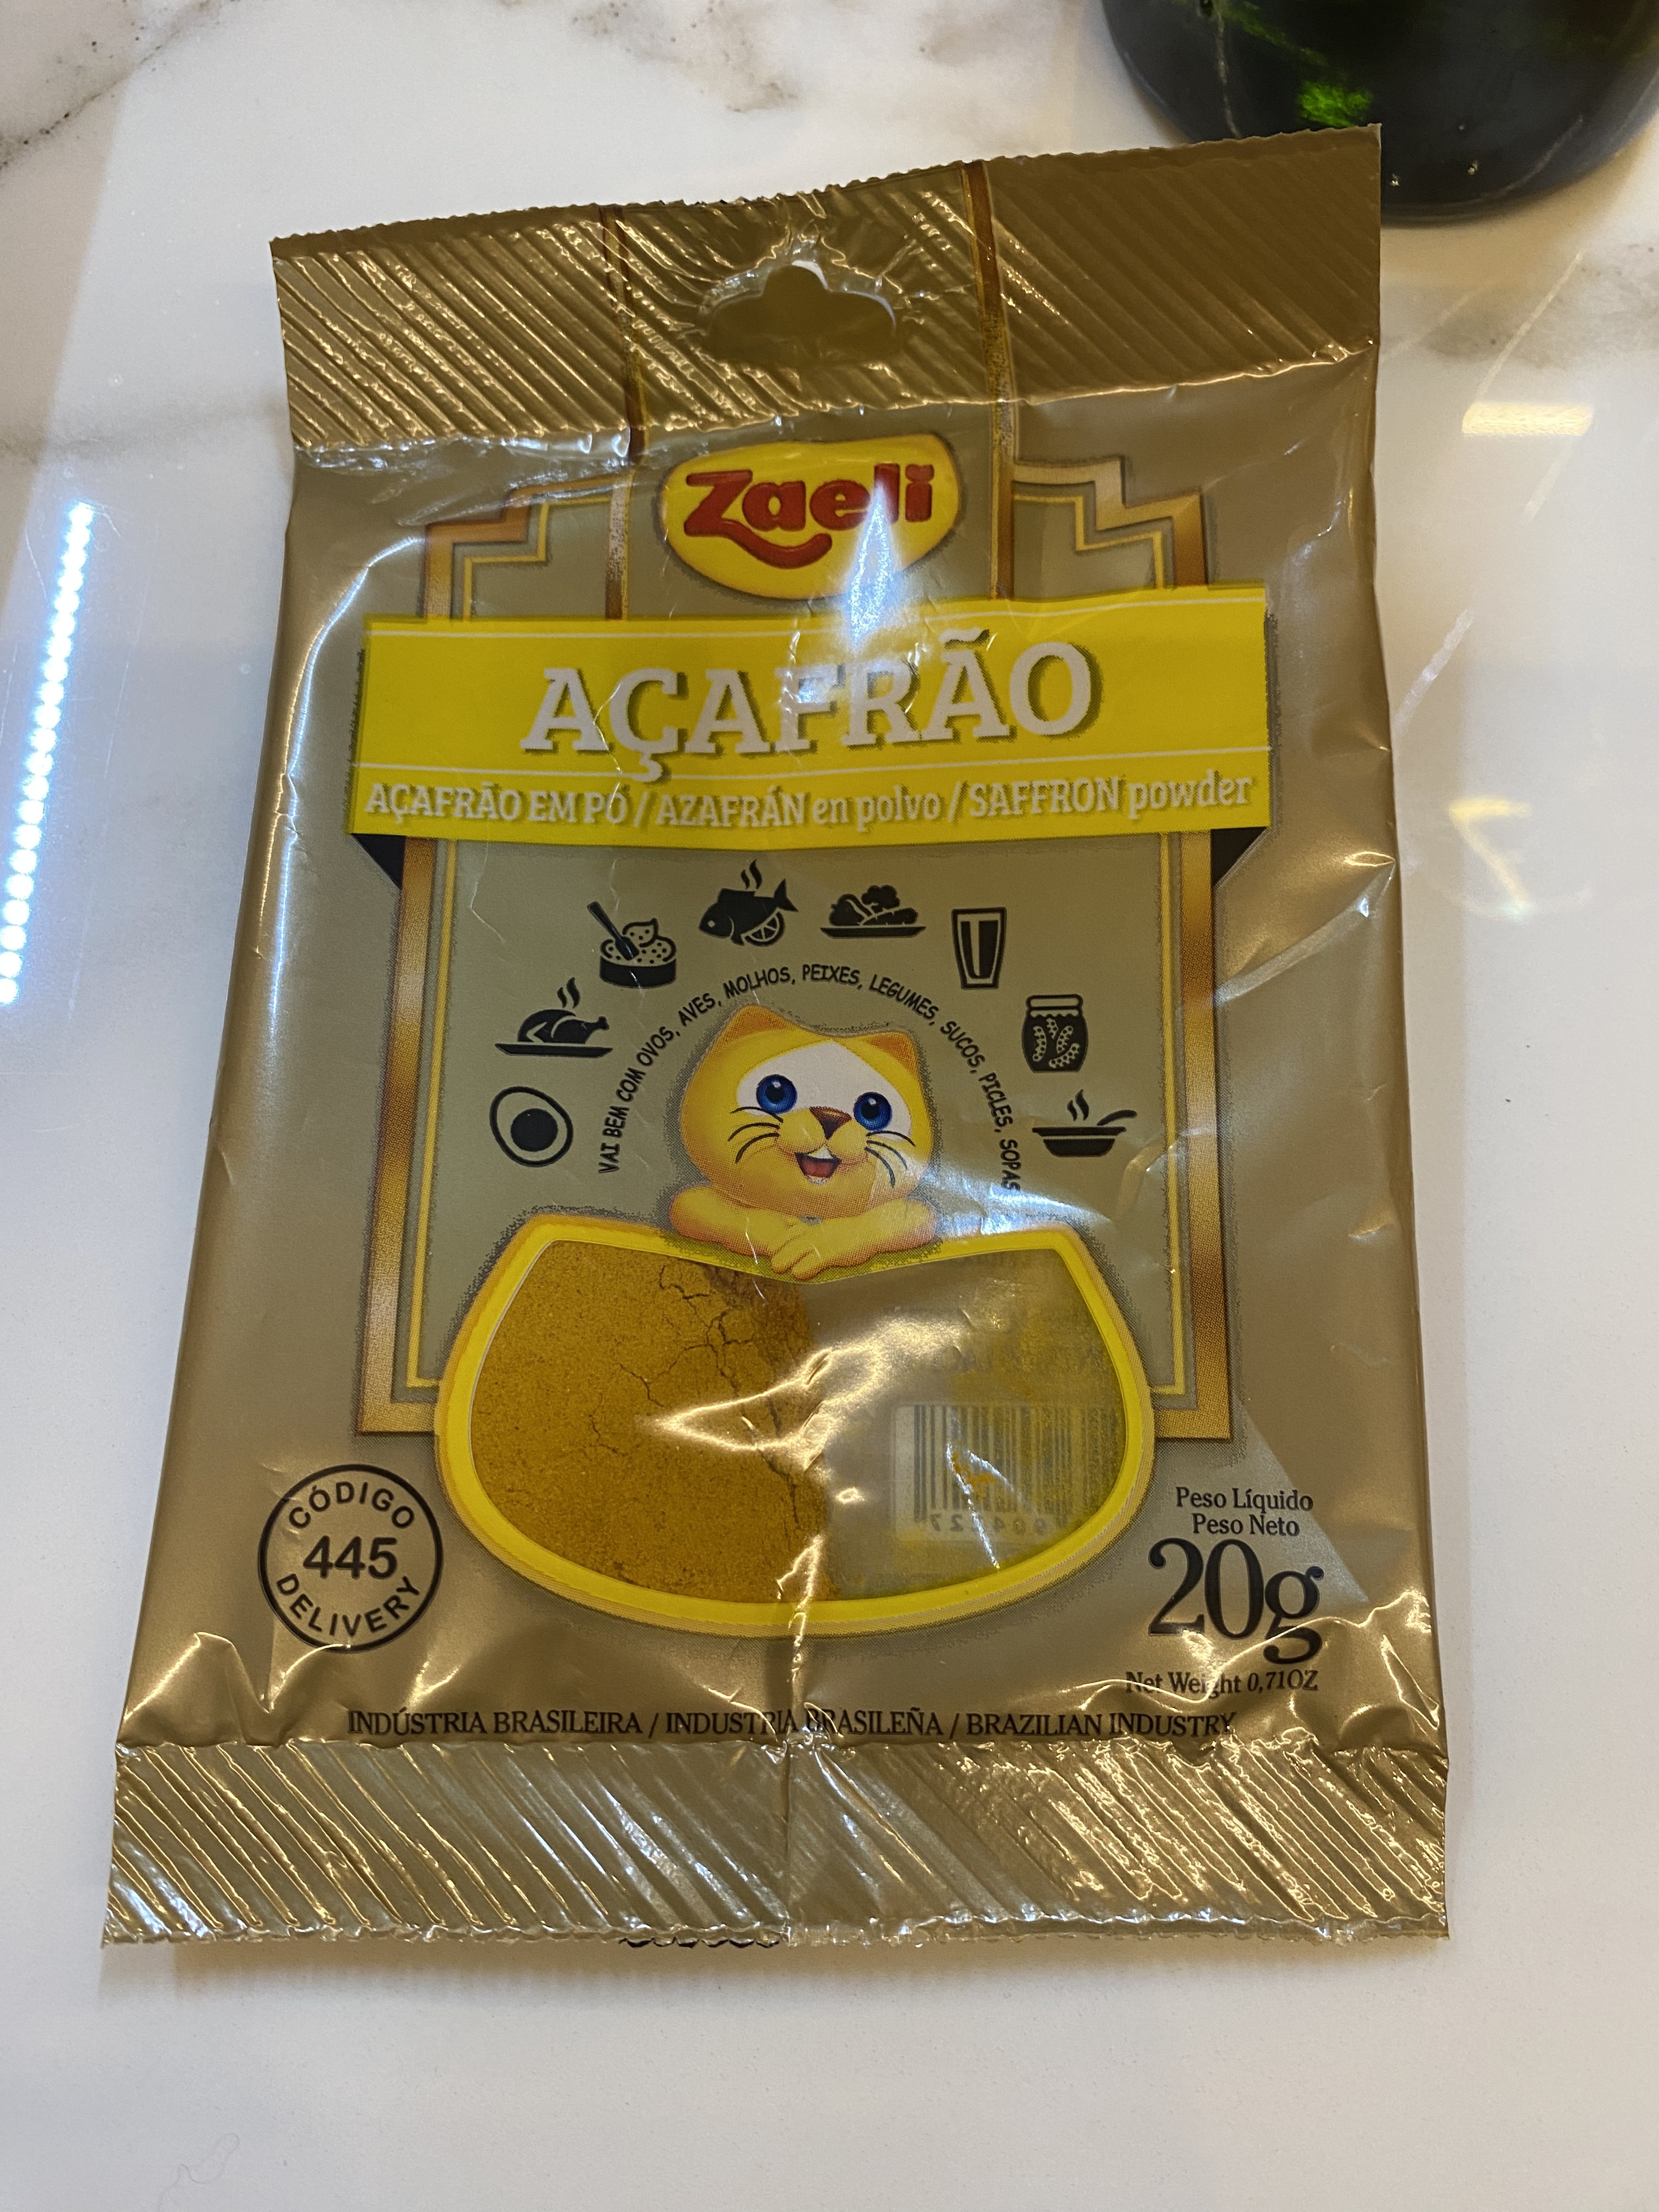 Zaeli
AÇAFRÃO
AÇAFRÃO EM PÓ / AZAFRÁN en polvo / SAFFRON powder
VAI BEM COM OVOS, AVES, MOLHOS, PEIXES, LEGUMES, SUCOS, PICLES, SOPAS
CÓDIGO
445
DELIVERY
Peso Líquido
Peso Neto
20g
Net Weight 0,71OZ
INDÚSTRIA BRASILEIRA / INDUSTRIA BRASILEÑA / BRAZILIAN INDUSTRY